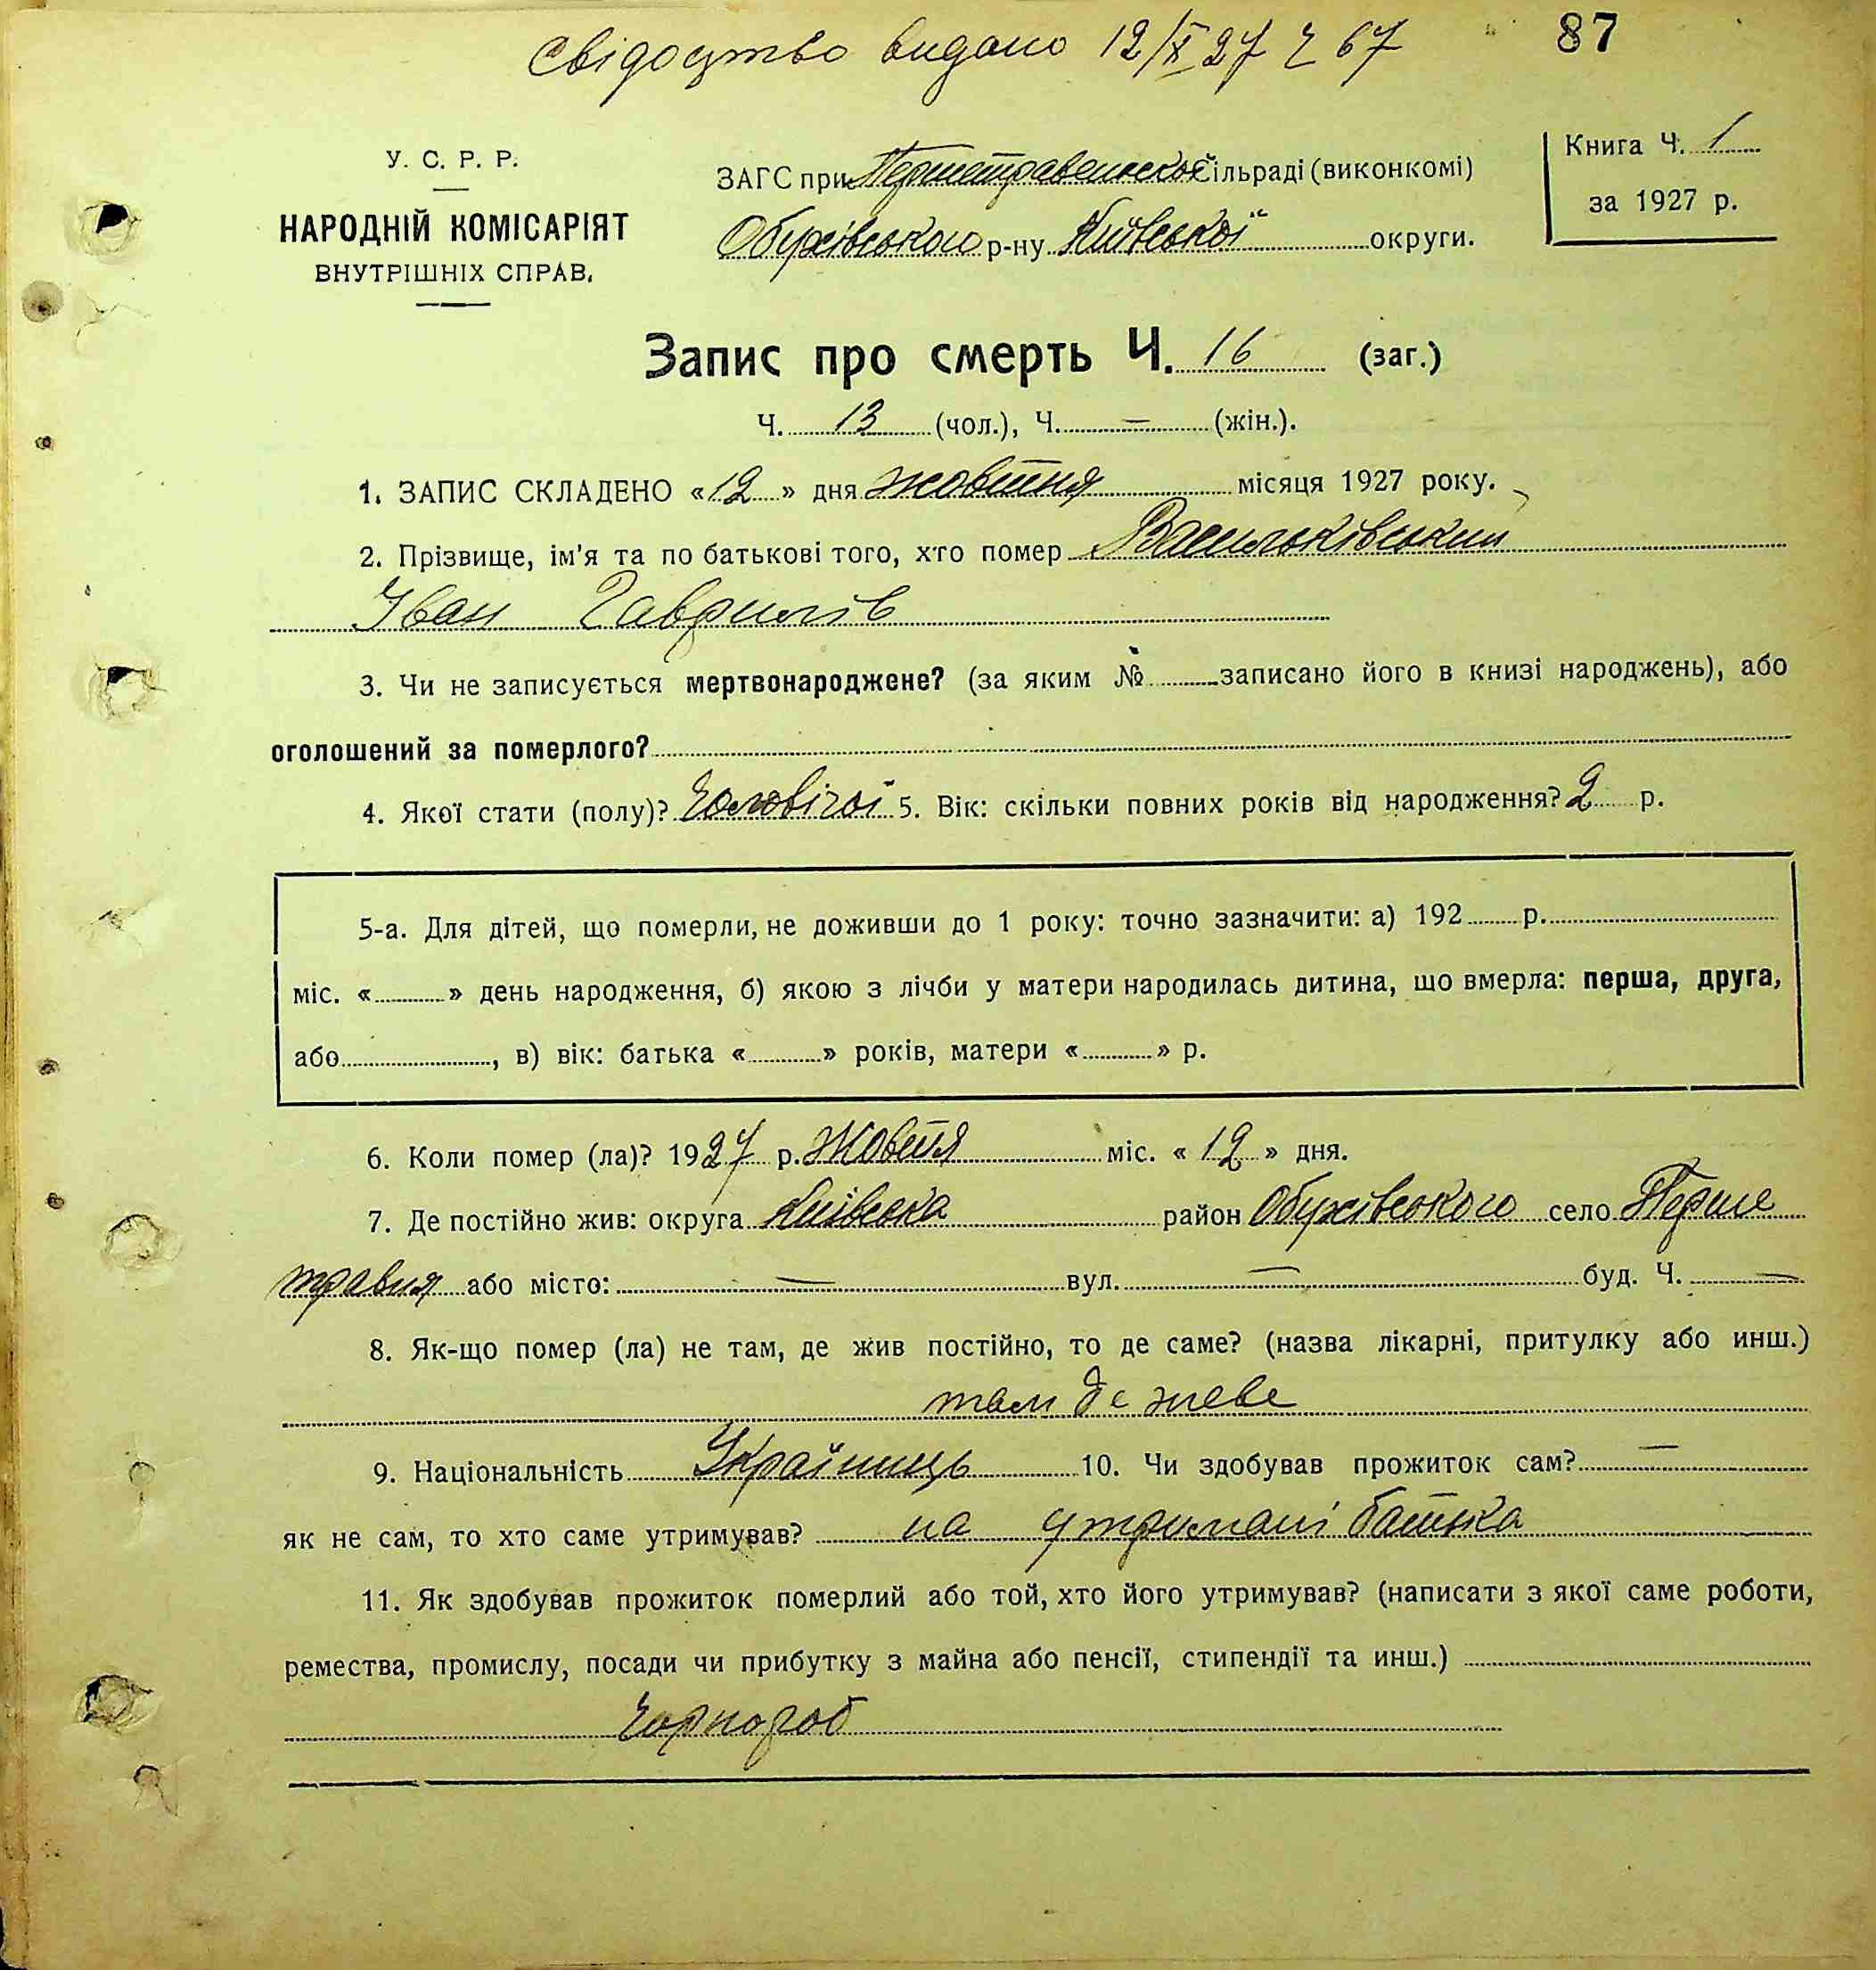 Свідоцтво видано 12/X 27 Ч 67
87
У. С. Р. Р.
НАРОДНІЙ КОМІСАРІЯТ
ВНУТРІШНІХ СПРАВ.
ЗАГС при Першетравенської сільраді (виконкомі)
Обухівського р-ну Київської округи.
Книга Ч. 1
за 1927 р.
Запис про смерть Ч. 16 (заг.)
Ч. 13 (чол.), Ч. — (жін.).
1. ЗАПИС СКЛАДЕНО «12» дня жовтня місяця 1927 року.
2. Прізвище, ім'я та по батькові того, хто помер Васильківський
Іван Гаврилів
3. Чи не записується мертвонароджене? (за яким № записано його в книзі народжень), або
оголошений за померлого?
4. Якої стати (полу)? Чоловічої 5. Вік: скільки повних років від народження? 2 р.
5-а. Для дітей, що померли, не доживши до 1 року: точно зазначити: а) 192 р.
міс. « » день народження, б) якою з лічби у матери народилась дитина, що вмерла: перша, друга,
або , в) вік: батька « » років, матери « » р.
6. Коли помер (ла)? 1927 р. Жовтя міс. «12» дня.
7. Де постійно жив: округа Київська район Обухівського село Перше
травня або місто: — вул. — буд. Ч. —
8. Як-що помер (ла) не там, де жив постійно, то де саме? (назва лікарні, притулку або инш.)
там де живе
9. Національність Українець 10. Чи здобував прожиток сам? —
як не сам, то хто саме утримував? на утримані батька
11. Як здобував прожиток померлий або той, хто його утримував? (написати з якої саме роботи,
ремества, промислу, посади чи прибутку з майна або пенсії, стипендії та инш.)
Чорнороб